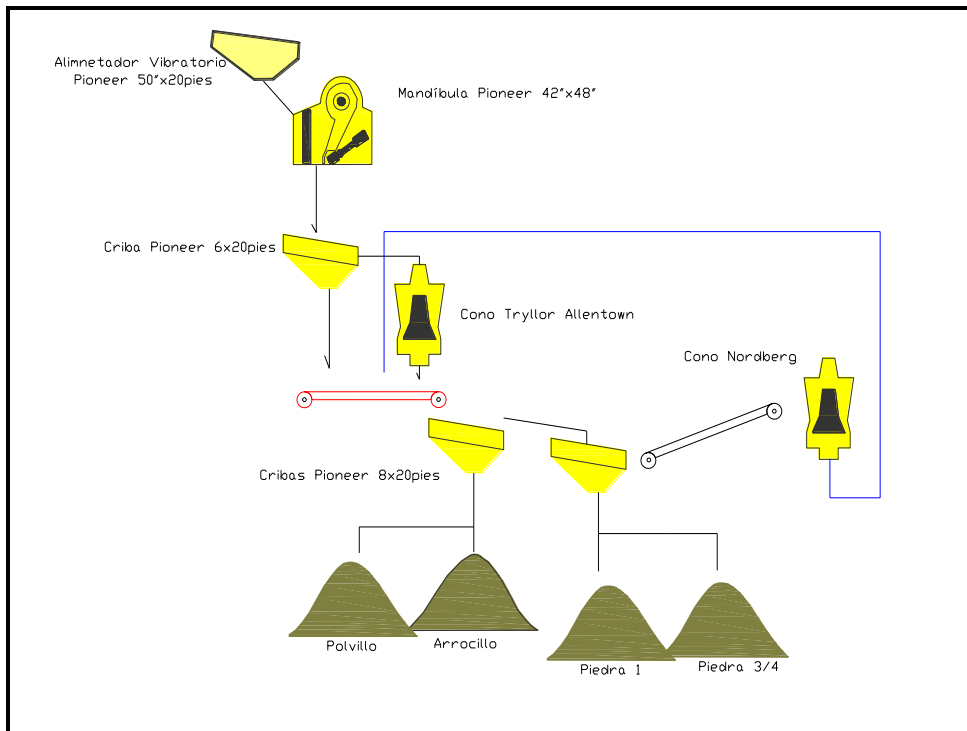 Alimnetador Vibratorio
Pioneer 50"x20pies
Mandíbula Pioneer 42"x48"
Criba Pioneer 6x20pies
Cono Tryllor Allentown
Cono Nordberg
Cribas Pioneer 8x20pies
Polvillo
Arrocillo
Piedra 1
Piedra 3/4